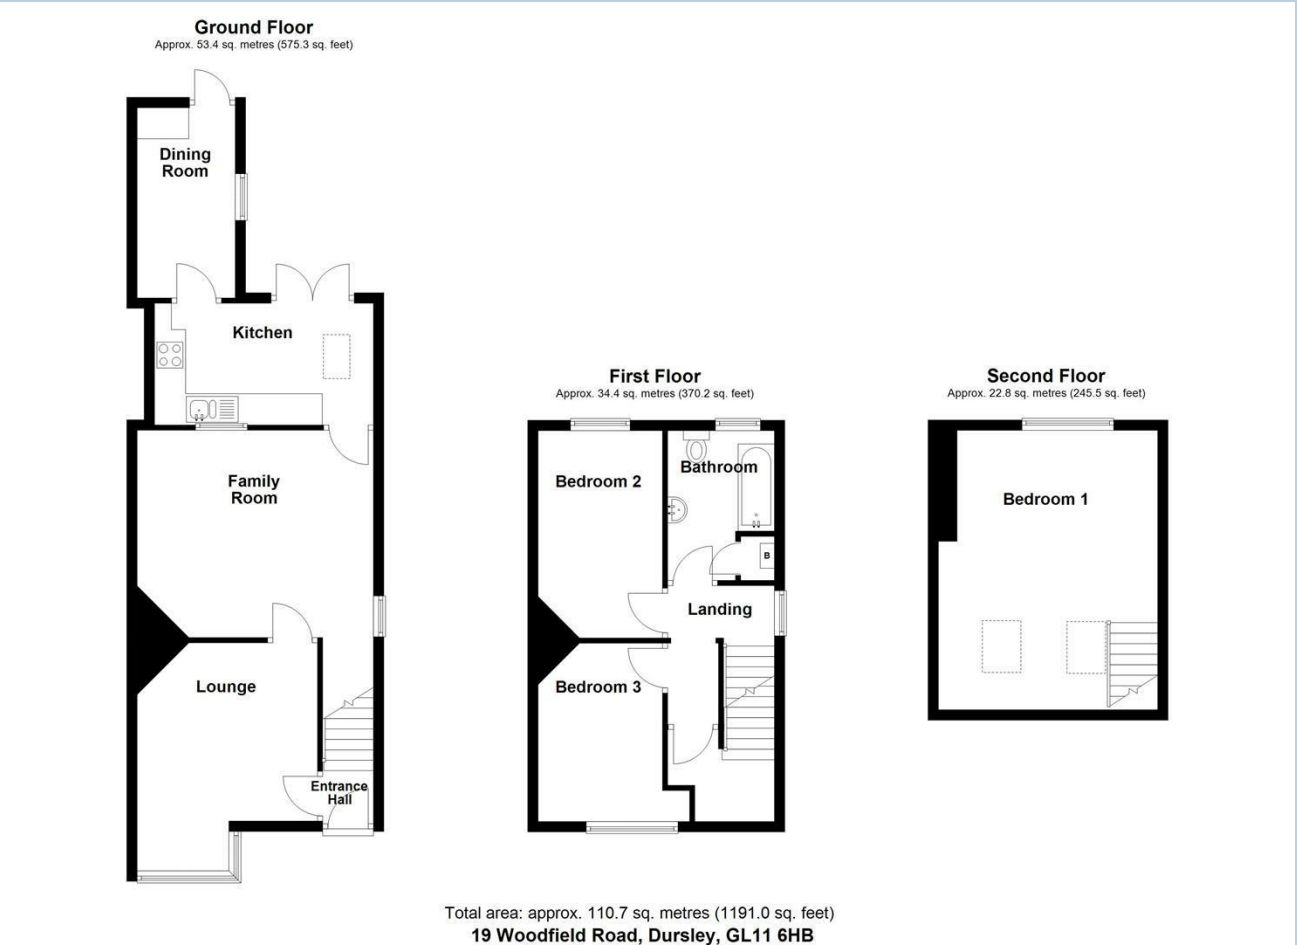 Ground Floor
Approx. 53.4 sq. metres (575.3 sq. feet)
Dining
Room
Kitchen
Family
Room
Lounge
Entrance
Hall
First Floor
Approx. 34.4 sq. metres (370.2 sq. feet)
Bedroom 2
Bathroom
B
Landing
Bedroom 3
Second Floor
Approx. 22.8 sq. metres (245.5 sq. feet)
Bedroom 1
Total area: approx. 110.7 sq. metres (1191.0 sq. feet)
19 Woodfield Road, Dursley, GL11 6HB